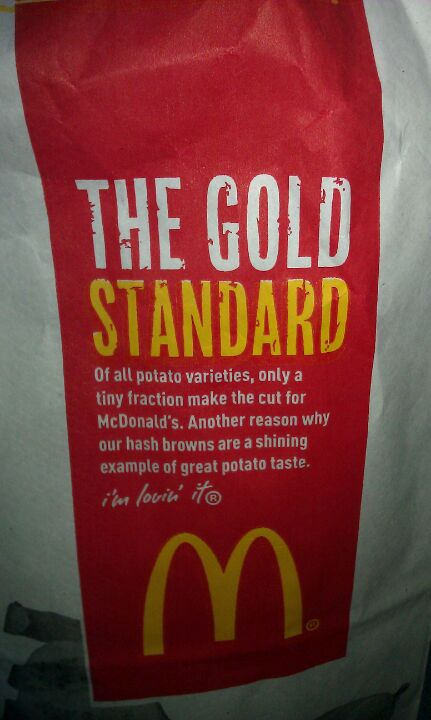 THE GOLD
STANDARD
Of all potato varieties, only a
tiny fraction make the cut for
McDonald's. Another reason why
our hash browns are a shining
example of great potato taste.
i'm lovin' it®
M®